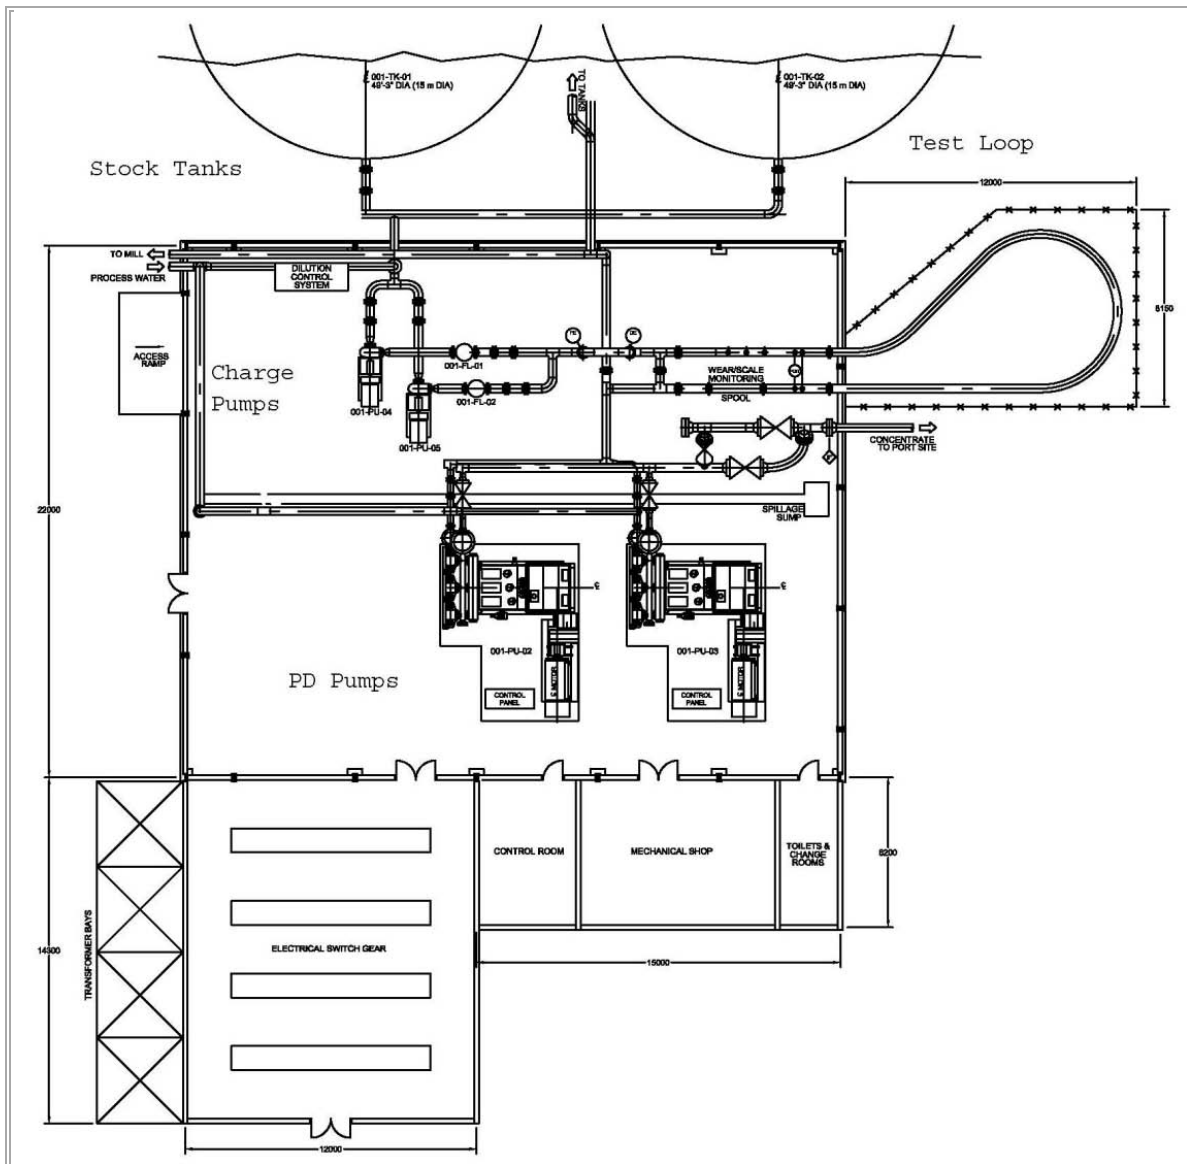 001-TK-01
49'-3" DIA (15 m DIA)
TO TANKS
001-TK-02
49'-3" DIA (15 m DIA)
Test Loop
Stock Tanks
12000
TO MILL
PROCESS WATER
DILUTION
CONTROL
SYSTEM
ACCESS
RAMP
Charge
Pumps
001-FL-01
001-FL-02
001-PU-04
001-PU-05
WEAR/SCALE
MONITORING
SPOOL
CONCENTRATE
TO PORT SITE
22000
SPILLAGE
SUMP
001-PU-02
001-PU-03
PD Pumps
CONTROL
PANEL
MOTOR
CONTROL
PANEL
MOTOR
CONTROL ROOM
MECHANICAL SHOP
TOILETS &
CHANGE
ROOMS
TRANSFORMER BAYS
ELECTRICAL SWITCH GEAR
15000
12000